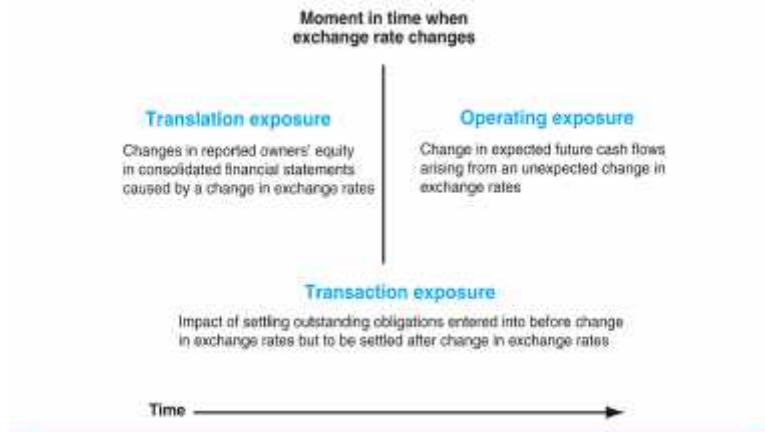 Moment in time when
exchange rate changes
Translation exposure
Changes in reported owners' equity
in consolidated financial statements
caused by a change in exchange rates
Operating exposure
Change in expected future cash flows
arising from an unexpected change in
exchange rates
Transaction exposure
Impact of settling outstanding obligations entered into before change
in exchange rates but to be settled after change in exchange rates
Time